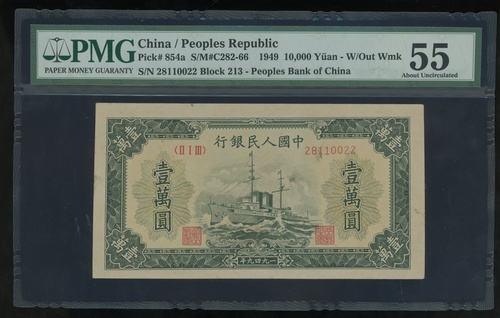 PMG
PAPER MONEY GUARANTY
China / Peoples Republic
Pick# 854a S/M#C282-66 1949 10,000 Yüan - W/Out Wmk
S/N 28110022 Block 213 - Peoples Bank of China
55
About Uncirculated
壹萬
壹萬
行銀民人國中
(II I III)
28110022
壹萬圓
壹萬圓
壹萬
壹萬
年九四九一